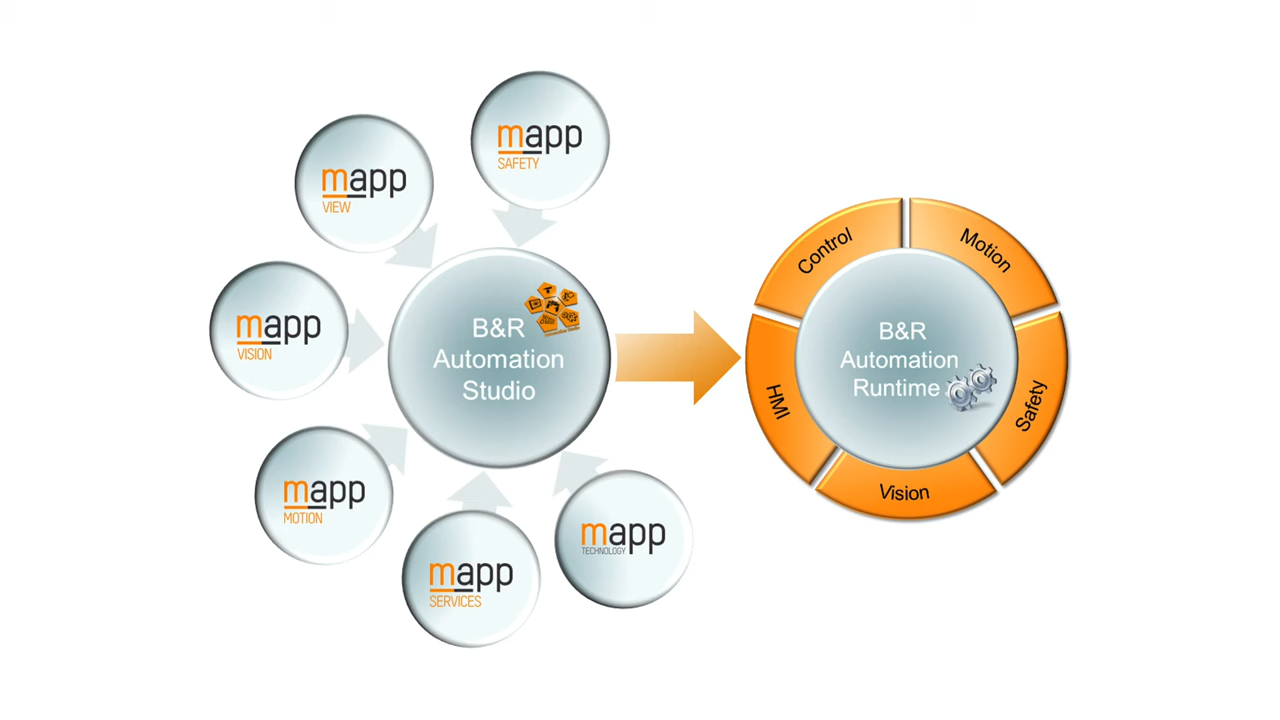 mapp
SAFETY
mapp
VIEW
mapp
VISION
B&R
Automation
Studio
mapp
MOTION
mapp
SERVICES
mapp
TECHNOLOGY
Control
Motion
B&R
Automation
Runtime
HMI
Safety
Vision